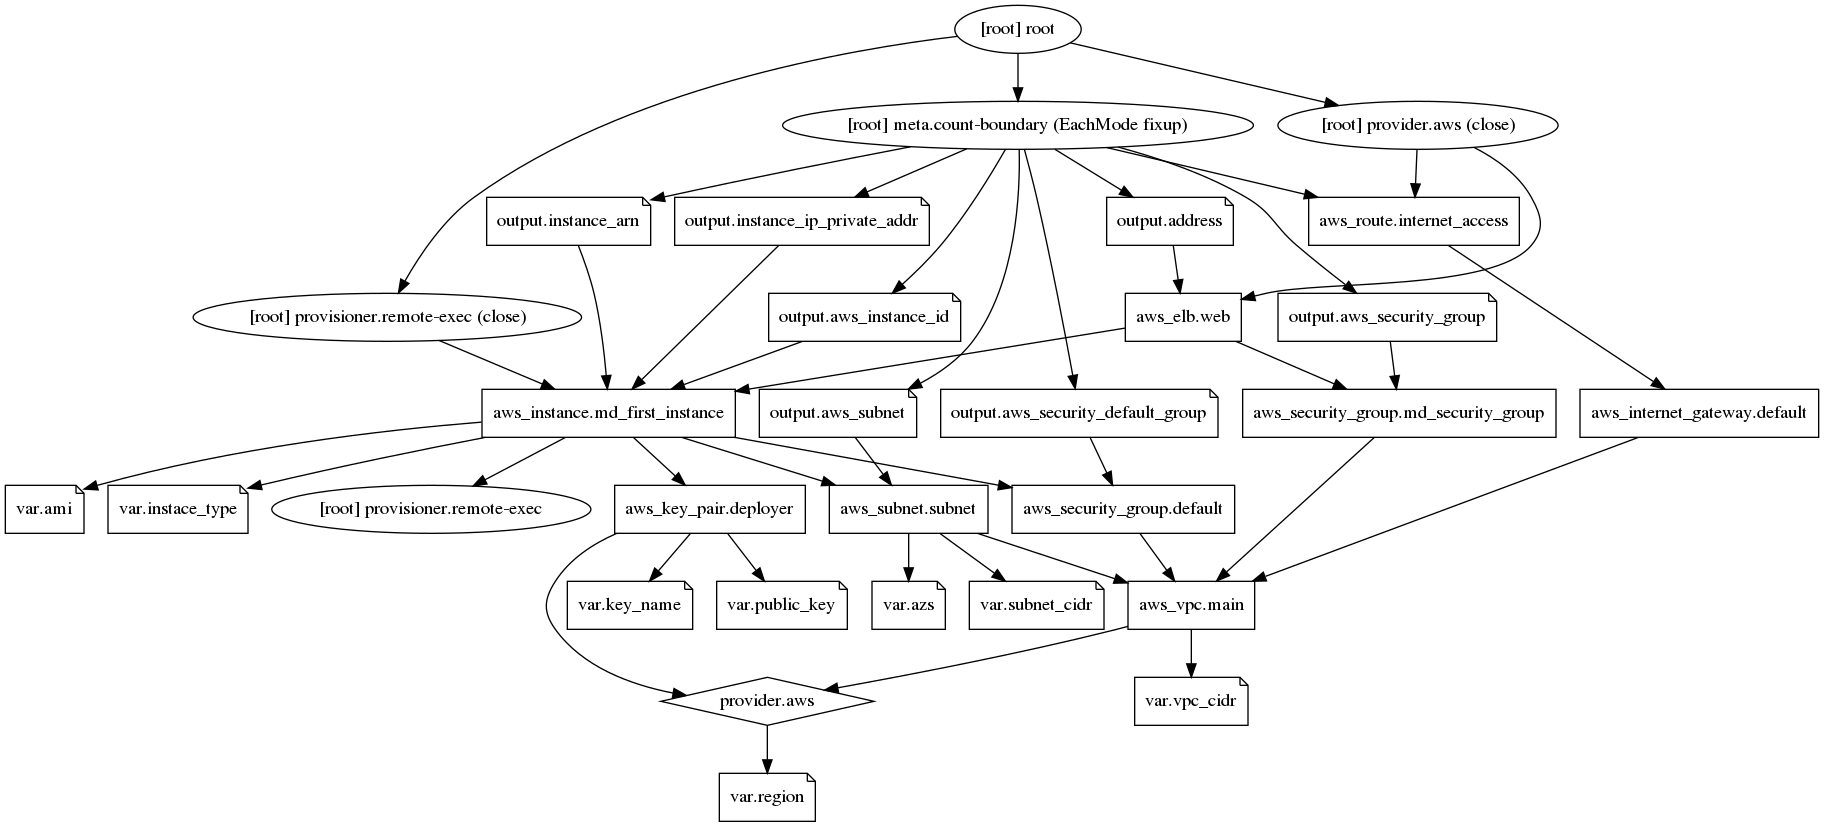 [root] root
[root] meta.count-boundary (EachMode fixup)
[root] provider.aws (close)
output.instance_arn
output.instance_ip_private_addr
output.address
aws_route.internet_access
[root] provisioner.remote-exec (close)
output.aws_instance_id
aws_elb.web
output.aws_security_group
aws_instance.md_first_instance
output.aws_subnet
output.aws_security_default_group
aws_security_group.md_security_group
aws_internet_gateway.default
var.ami
var.instace_type
[root] provisioner.remote-exec
aws_key_pair.deployer
aws_subnet.subnet
aws_security_group.default
var.key_name
var.public_key
var.azs
var.subnet_cidr
aws_vpc.main
provider.aws
var.vpc_cidr
var.region